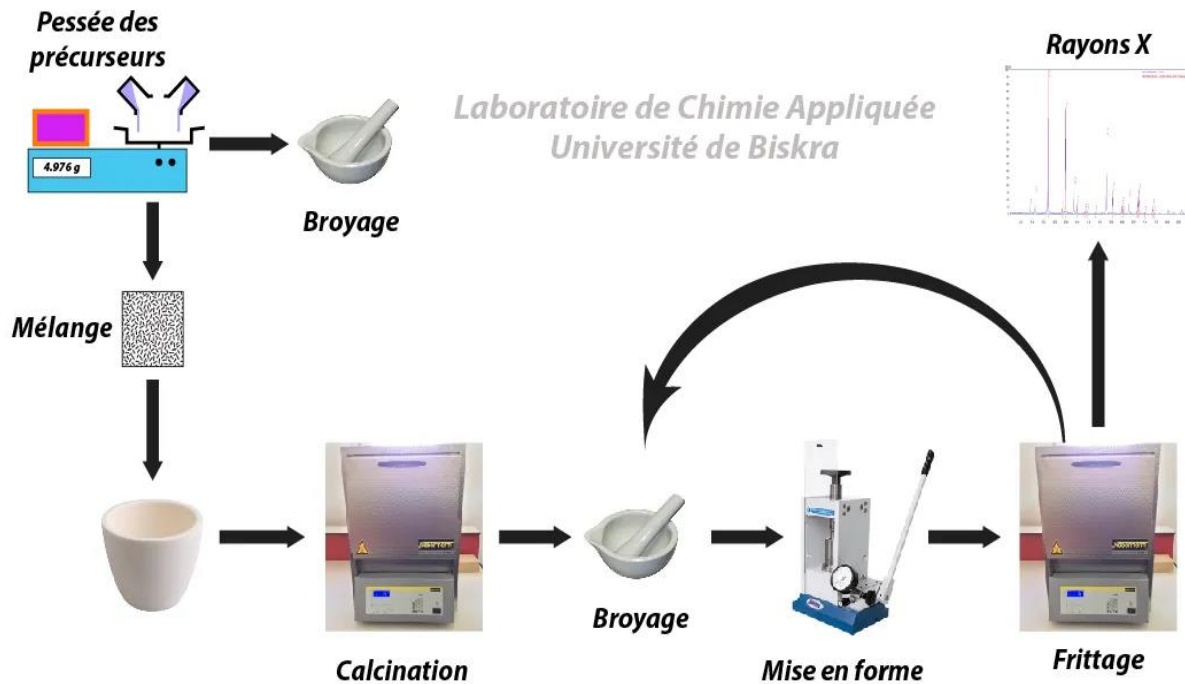 Pessée des
précurseurs
4.976 g
Broyage
Laboratoire de Chimie Appliquée
Université de Biskra
Rayons X
Mélange
Calcination
Broyage
Mise en forme
Frittage